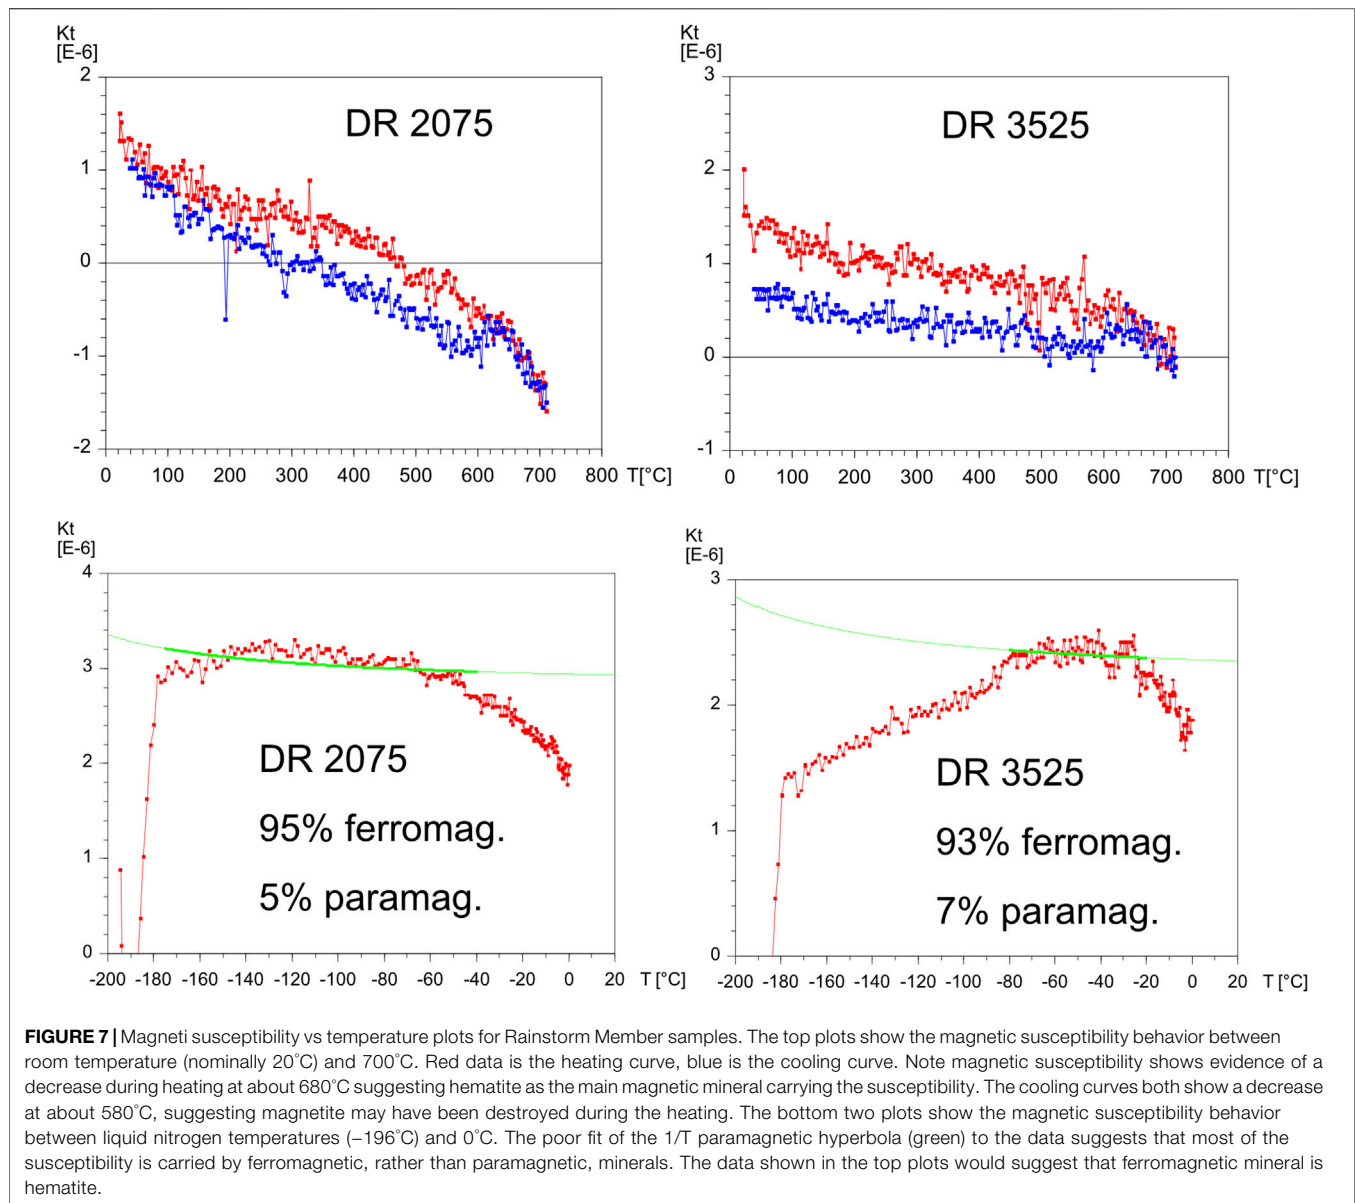 Kt
[E-6]
2
1
0
-1
-2
DR 2075
0 100 200 300 400 500 600 700 800
T[°C]
Kt
[E-6]
3
2
1
0
-1
DR 3525
0 100 200 300 400 500 600 700 800
T[°C]
Kt
[E-6]
4
3
2
1
0
DR 2075
95% ferromag.
5% paramag.
-200 -180 -160 -140 -120 -100 -80 -60 -40 -20 0 20
T [°C]
Kt
[E-6]
3
2
1
0
DR 3525
93% ferromag.
7% paramag.
-200 -180 -160 -140 -120 -100 -80 -60 -40 -20 0 20
T [°C]
FIGURE 7 | Magneti susceptibility vs temperature plots for Rainstorm Member samples. The top plots show the magnetic susceptibility behavior between
room temperature (nominally 20°C) and 700°C. Red data is the heating curve, blue is the cooling curve. Note magnetic susceptibility shows evidence of a
decrease during heating at about 680°C suggesting hematite as the main magnetic mineral carrying the susceptibility. The cooling curves both show a decrease
at about 580°C, suggesting magnetite may have been destroyed during the heating. The bottom two plots show the magnetic susceptibility behavior
between liquid nitrogen temperatures (−196°C) and 0°C. The poor fit of the 1/T paramagnetic hyperbola (green) to the data suggests that most of the
susceptibility is carried by ferromagnetic, rather than paramagnetic, minerals. The data shown in the top plots would suggest that ferromagnetic mineral is
hematite.